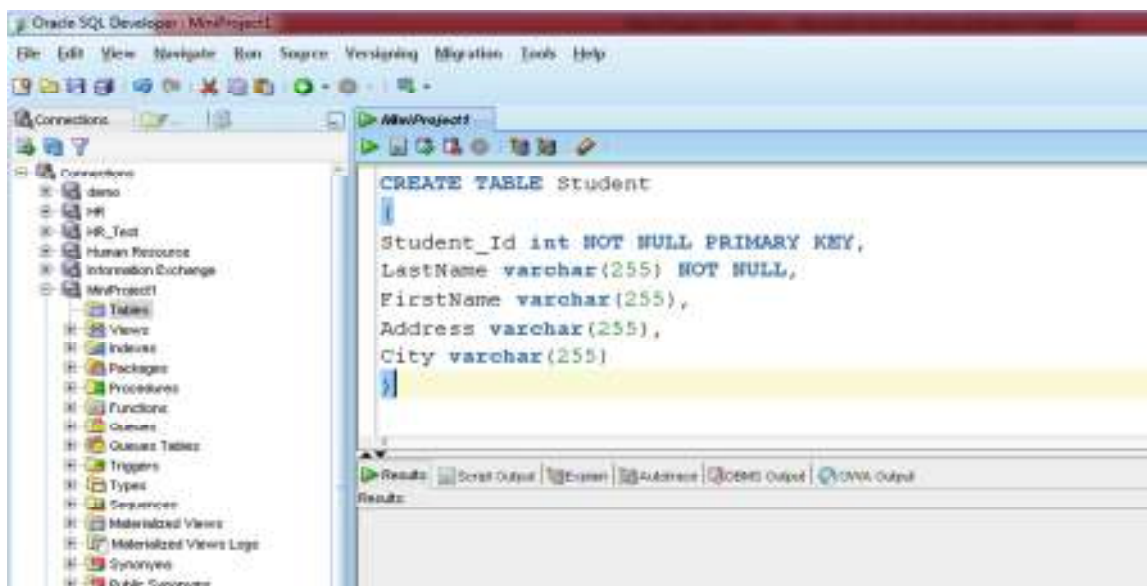 Oracle SQL Developer : MiniProject1
File Edit View Navigate Run Source Versioning Migration Tools Help
Connections
MiniProject1
Connections
demo
HR
HR_Test
Human Resource
Information Exchange
MiniProject1
Tables
Views
Indexes
Packages
Procedures
Functions
Queues
Queues Tables
Triggers
Types
Sequences
Materialized Views
Materialized Views Logs
Synonyms
Public Synonyms
CREATE TABLE Student
(
Student_Id int NOT NULL PRIMARY KEY,
LastName varchar(255) NOT NULL,
FirstName varchar(255),
Address varchar(255),
City varchar(255)
)
Results Script Output Explain Autotrace DBMS Output OWA Output
Results: